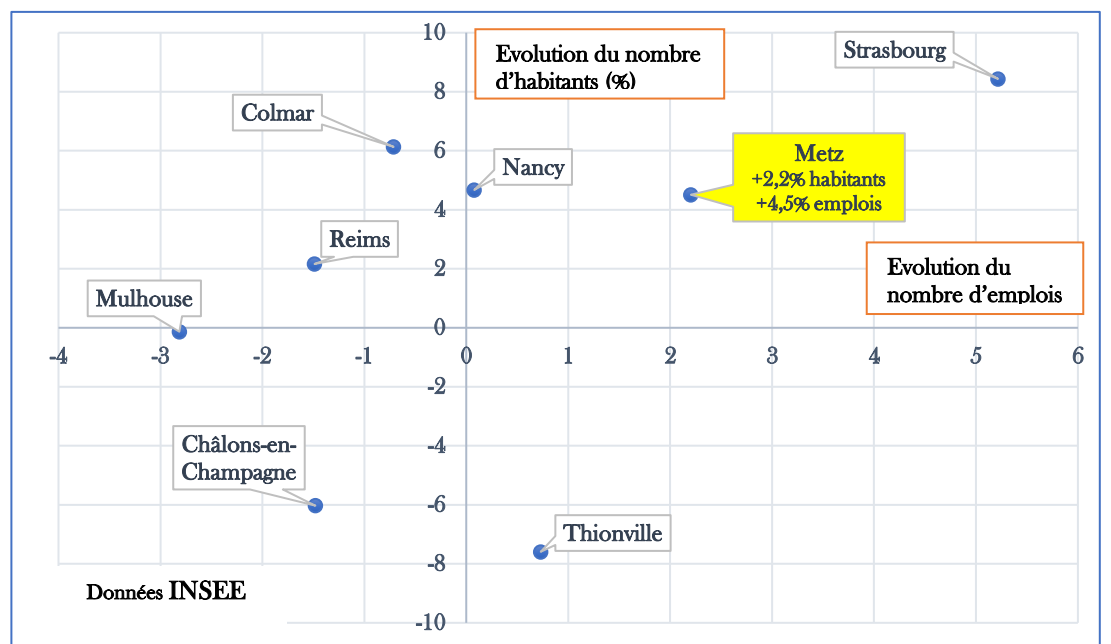 10
Evolution du nombre
d'habitants (%)
Strasbourg
8
Colmar
6
Nancy
Metz
+2,2% habitants
+4,5% emplois
4
Reims
2
Evolution du
nombre d'emplois
Mulhouse
0
-4 -3 -2 -1 0 1 2 3 4 5 6
-2
-4
Châlons-en-
Champagne
-6
Thionville
-8
Données INSEE
-10